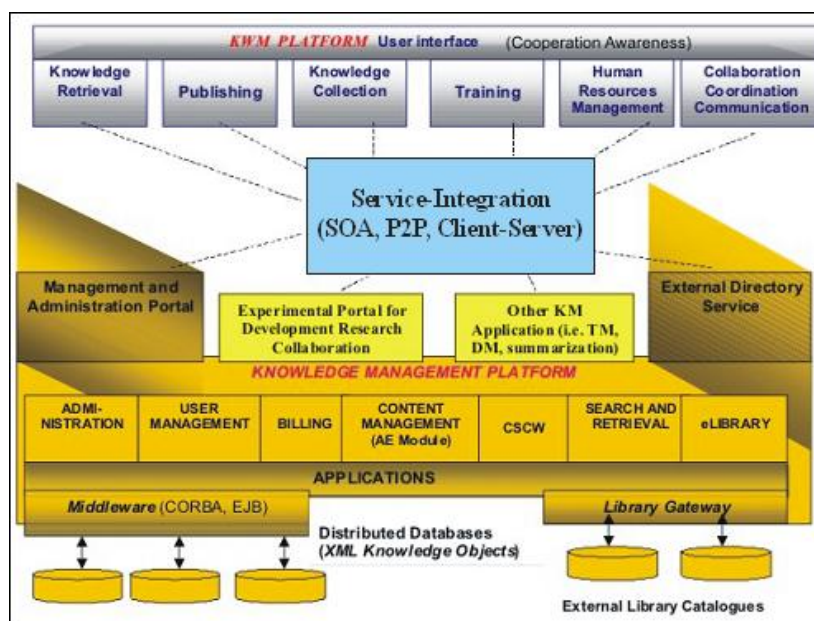 KWM PLATFORM User interface (Cooperation Awareness)
Knowledge
Retrieval
Publishing
Knowledge
Collection
Training
Human
Resources
Management
Collaboration
Coordination
Communication
Service-Integration
(SOA, P2P, Client-Server)
Management and
Administration Portal
Experimental Portal for
Development Research
Collaboration
Other KM
Application (i.e. TM,
DM, summarization)
External Directory
Service
KNOWLEDGE MANAGEMENT PLATFORM
ADMI-
NISTRATION
USER
MANAGEMENT
BILLING
CONTENT
MANAGEMENT
(AE Module)
CSCW
SEARCH AND
RETRIEVAL
eLIBRARY
APPLICATIONS
Middleware (CORBA, EJB)
Library Gateway
Distributed Databases
(XML Knowledge Objects)
External Library Catalogues